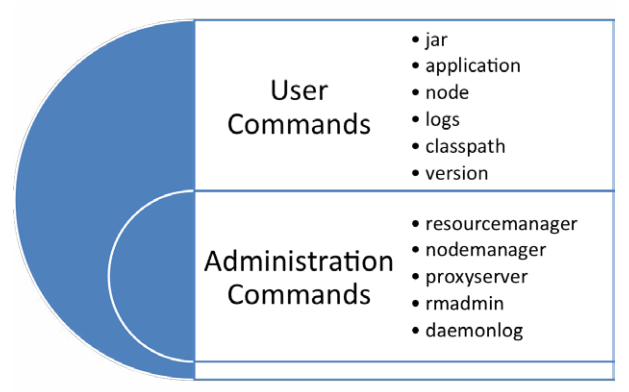 User
Commands
• jar
• application
• node
• logs
• classpath
• version
Administration
Commands
• resourcemanager
• nodemanager
• proxyserver
• rmadmin
• daemonlog